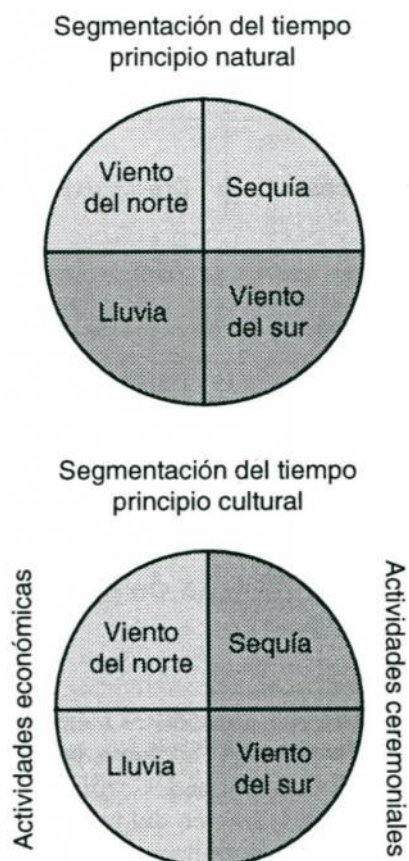 Segmentación del tiempo
principio natural
Viento
del norte
Sequía
Lluvia
Viento
del sur
Segmentación del tiempo
principio cultural
Actividades económicas
Viento
del norte
Sequía
Lluvia
Viento
del sur
Actividades ceremoniales